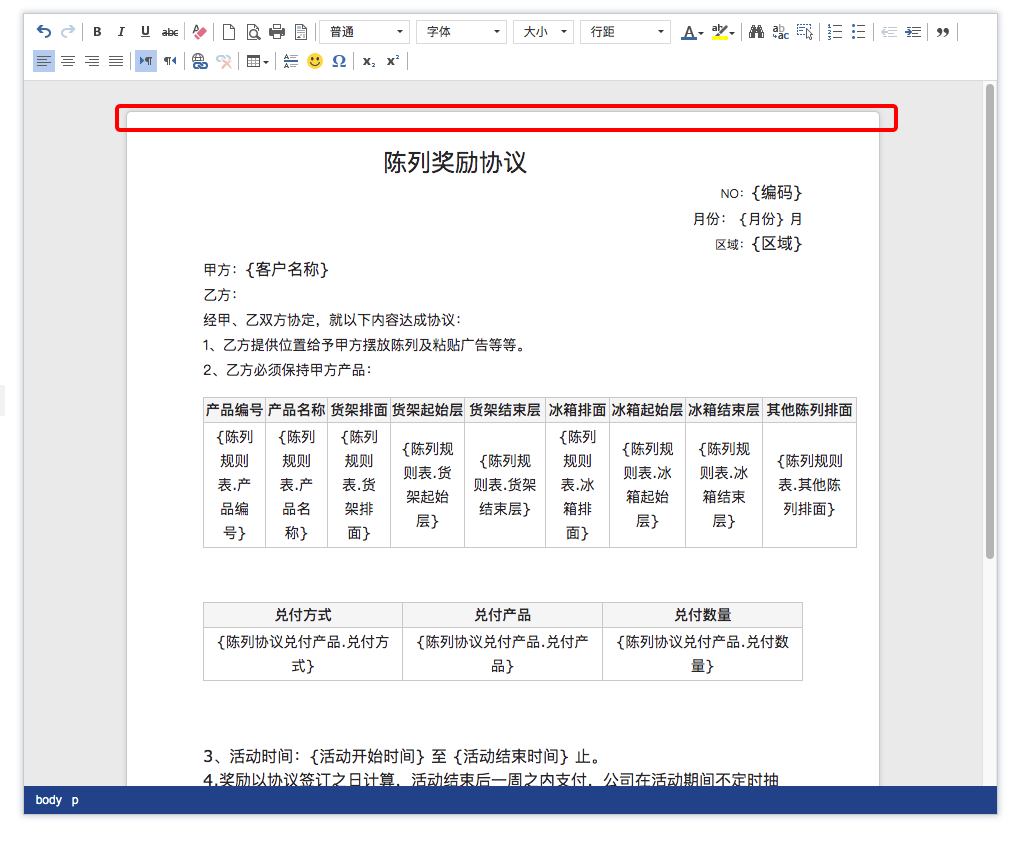 B I U abc 普通 字体 大小 行距 A ab ab ac
Ω x₂ x²
陈列奖励协议
NO：{编码}
月份：{月份} 月
区域：{区域}
甲方：{客户名称}
乙方：
经甲、乙双方协定，就以下内容达成协议：
1、乙方提供位置给予甲方摆放陈列及粘贴广告等等。
2、乙方必须保持甲方产品：
产品编号 产品名称 货架排面 货架起始层 货架结束层 冰箱排面 冰箱起始层 冰箱结束层 其他陈列排面
{陈列规则表.产品编号} {陈列规则表.产品名称} {陈列规则表.货架排面} {陈列规则表.货架起始层} {陈列规则表.货架结束层} {陈列规则表.冰箱排面} {陈列规则表.冰箱起始层} {陈列规则表.冰箱结束层} {陈列规则表.其他陈列排面}
兑付方式 兑付产品 兑付数量
{陈列协议兑付产品.兑付方式} {陈列协议兑付产品.兑付产品} {陈列协议兑付产品.兑付数量}
3、活动时间：{活动开始时间} 至 {活动结束时间} 止。
4.奖励以协议签订之日计算，活动结束后一周之内支付，公司在活动期间不定时抽
body p